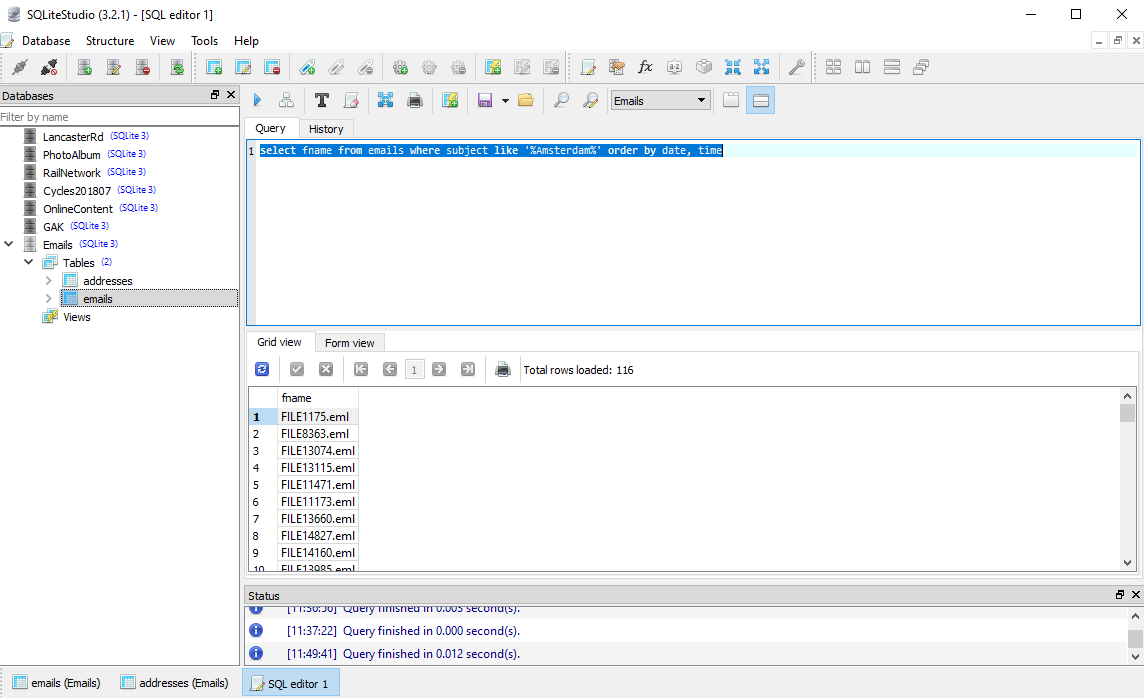 SQLiteStudio (3.2.1) - [SQL editor 1]
Database Structure View Tools Help
Databases
Filter by name
LancasterRd (SQLite 3)
PhotoAlbum (SQLite 3)
RailNetwork (SQLite 3)
Cycles201807 (SQLite 3)
OnlineContent (SQLite 3)
GAK (SQLite 3)
Emails (SQLite 3)
Tables (2)
addresses
emails
Views
Emails
Query History
1 select fname from emails where subject like '%Amsterdam%' order by date, time
Grid view Form view
1 Total rows loaded: 116
fname
1 FILE1175.eml
2 FILE8363.eml
3 FILE13074.eml
4 FILE13115.eml
5 FILE11471.eml
6 FILE11173.eml
7 FILE13660.eml
8 FILE14827.eml
9 FILE14160.eml
10 FILE13985.eml
Status
[11:36:56] Query finished in 0.003 second(s).
[11:37:22] Query finished in 0.000 second(s).
[11:49:41] Query finished in 0.012 second(s).
emails (Emails) addresses (Emails) SQL editor 1